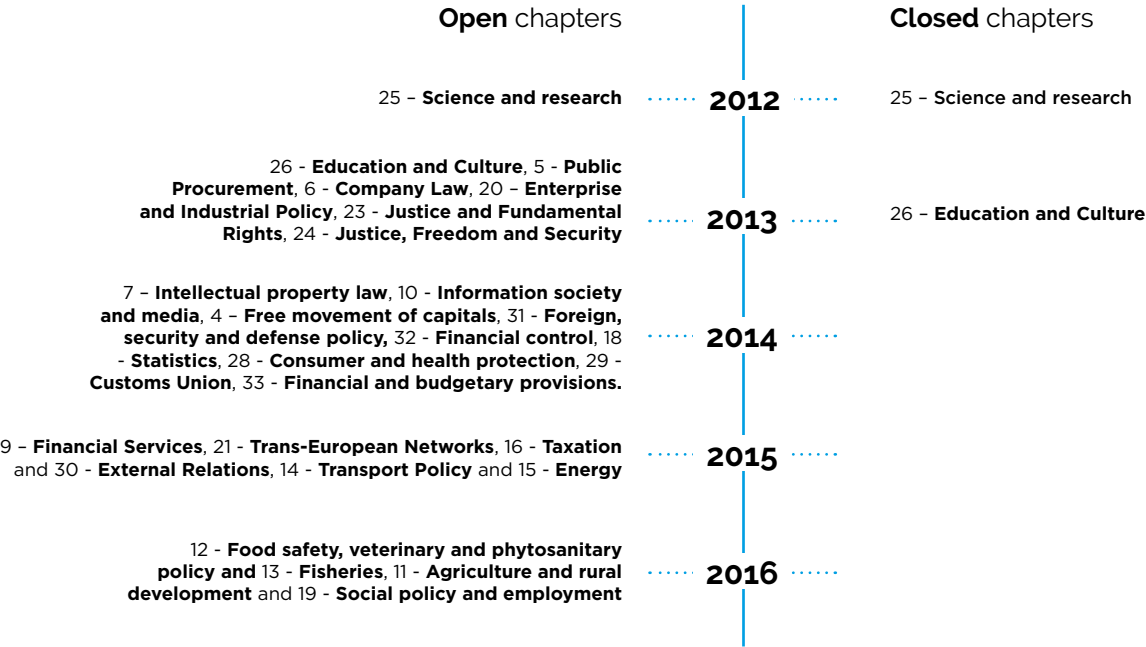 Open chapters
Closed chapters
25 – Science and research
2012
25 – Science and research
26 - Education and Culture, 5 - Public
Procurement, 6 - Company Law, 20 – Enterprise
and Industrial Policy, 23 - Justice and Fundamental
Rights, 24 - Justice, Freedom and Security
2013
26 – Education and Culture
7 – Intellectual property law, 10 - Information society
and media, 4 – Free movement of capitals, 31 - Foreign,
security and defense policy, 32 - Financial control, 18
- Statistics, 28 - Consumer and health protection, 29 -
Customs Union, 33 - Financial and budgetary provisions.
2014
9 – Financial Services, 21 - Trans-European Networks, 16 - Taxation
and 30 - External Relations, 14 - Transport Policy and 15 - Energy
2015
12 - Food safety, veterinary and phytosanitary
policy and 13 - Fisheries, 11 - Agriculture and rural
development and 19 - Social policy and employment
2016